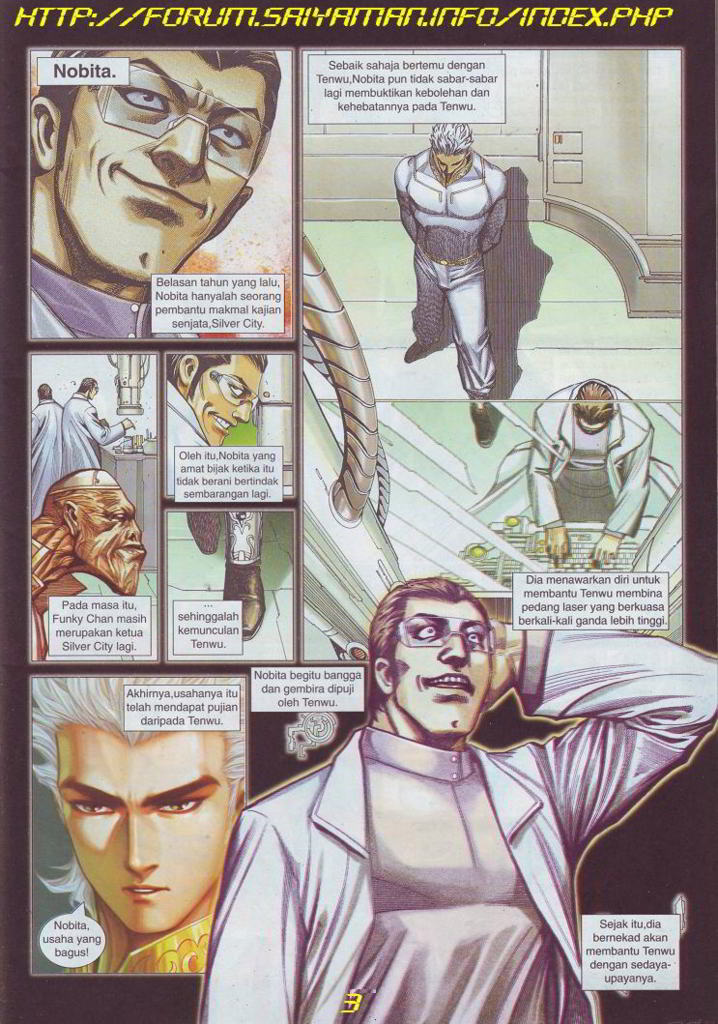 HTTP://FORUM.SAIYAMAN.INFO/INDEX.PHP
Nobita.
Belasan tahun yang lalu,
Nobita hanyalah seorang
pembantu makmal kajian
senjata,Silver City.
Sebaik sahaja bertemu dengan
Tenwu,Nobita pun tidak sabar-sabar
lagi membuktikan kebolehan dan
kehebatannya pada Tenwu.
Pada masa itu,
Funky Chan masih
merupakan ketua
Silver City lagi.
Oleh itu,Nobita yang
amat bijak ketika itu
tidak berani bertindak
sembarangan lagi.
...
sehinggalah
kemunculan
Tenwu.
Dia menawarkan diri untuk
membantu Tenwu membina
pedang laser yang berkuasa
berkali-kali ganda lebih tinggi.
Akhirnya,usahanya itu
telah mendapat pujian
daripada Tenwu.
Nobita,
usaha yang
bagus!
Nobita begitu bangga
dan gembira dipuji
oleh Tenwu.
Sejak itu,dia
bernekad akan
membantu Tenwu
dengan sedaya-
upayanya.
3